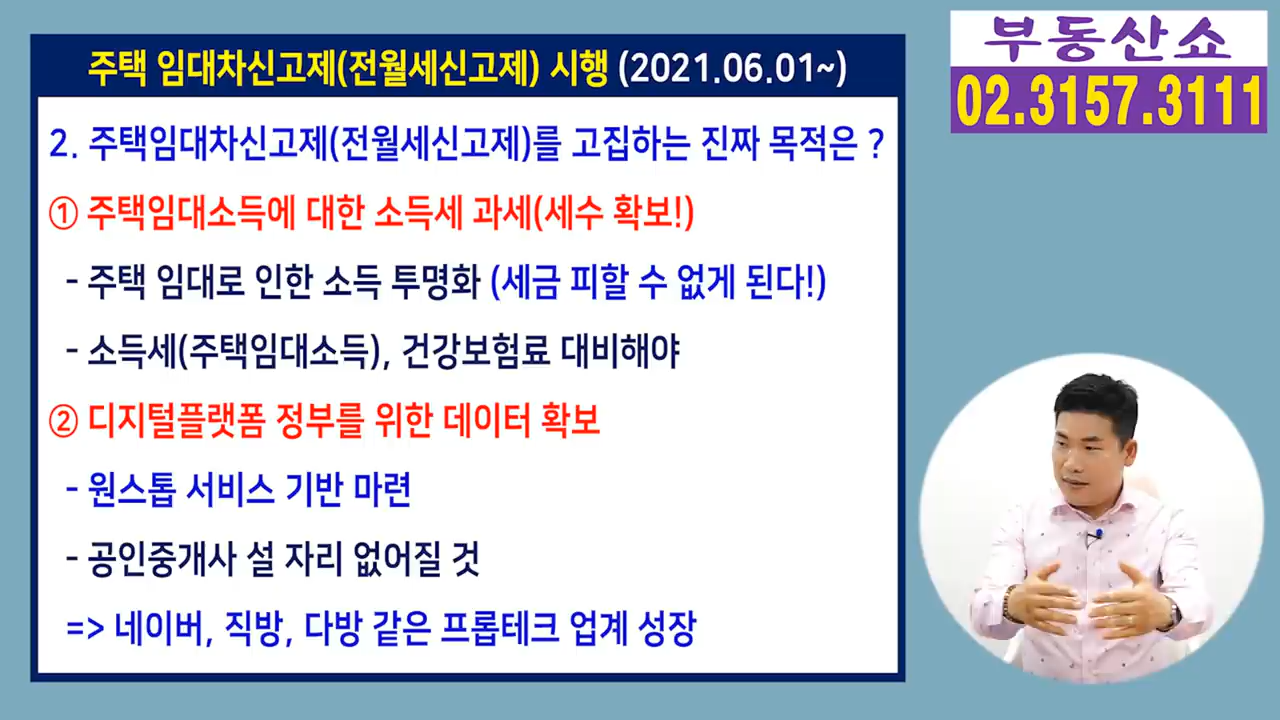 주택 임대차신고제(전월세신고제) 시행 (2021.06.01~)
부동산쇼
02.3157.3111
2. 주택임대차신고제(전월세신고제)를 고집하는 진짜 목적은 ?
① 주택임대소득에 대한 소득세 과세(세수 확보!)
- 주택 임대로 인한 소득 투명화 (세금 피할 수 없게 된다!)
- 소득세(주택임대소득), 건강보험료 대비해야
② 디지털플랫폼 정부를 위한 데이터 확보
- 원스톱 서비스 기반 마련
- 공인중개사 설 자리 없어질 것
=> 네이버, 직방, 다방 같은 프롭테크 업계 성장